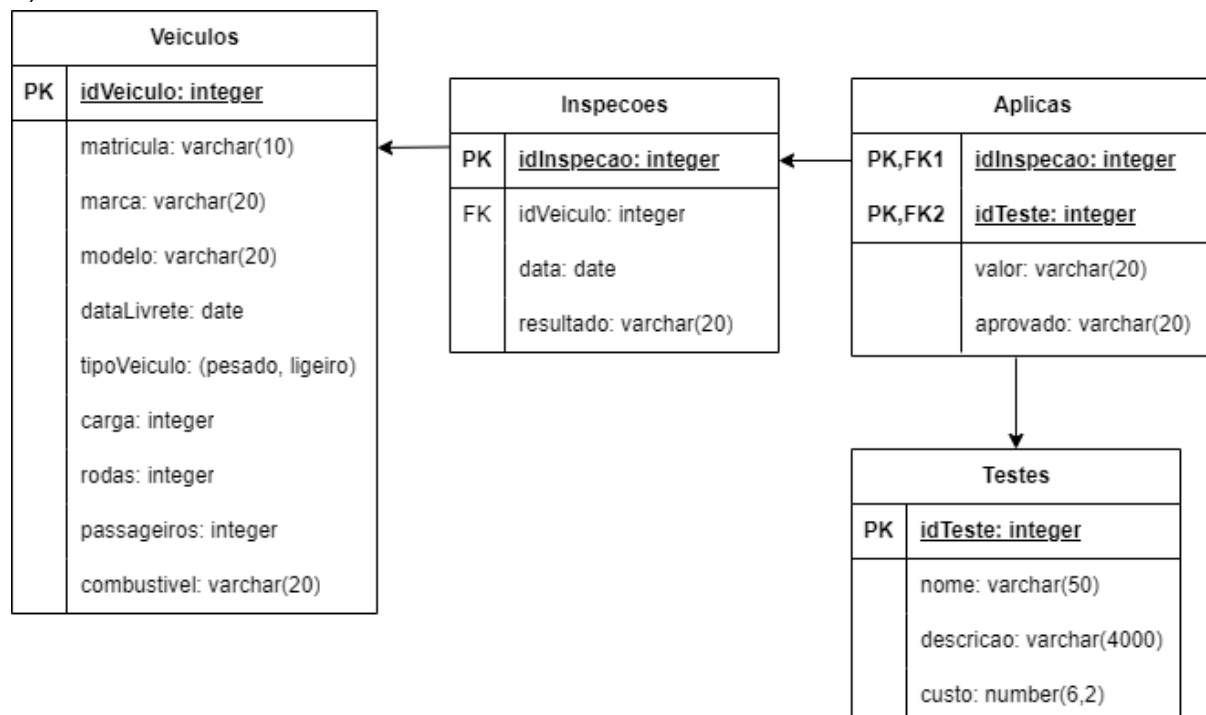 Veiculos
PK idVeiculo: integer
matricula: varchar(10)
marca: varchar(20)
modelo: varchar(20)
dataLivrete: date
tipoVeiculo: (pesado, ligeiro)
carga: integer
rodas: integer
passageiros: integer
combustivel: varchar(20)
Inspecoes
PK idInspecao: integer
FK idVeiculo: integer
data: date
resultado: varchar(20)
Aplicas
PK,FK1 idInspecao: integer
PK,FK2 idTeste: integer
valor: varchar(20)
aprovado: varchar(20)
Testes
PK idTeste: integer
nome: varchar(50)
descricao: varchar(4000)
custo: number(6,2)